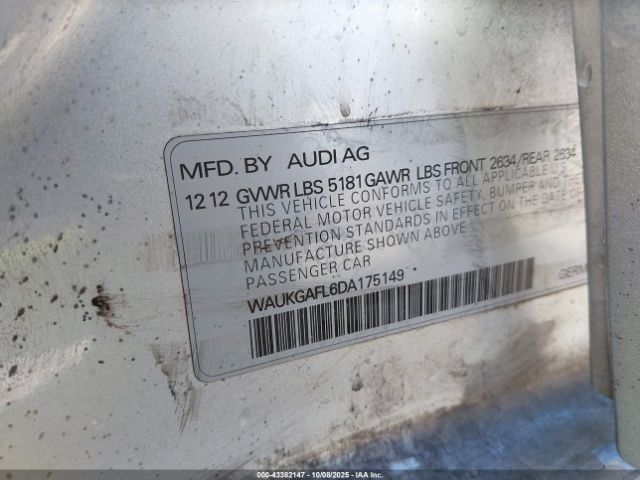 MFD. BY AUDI AG
12 12 GVWR LBS 5181 GAWR LBS FRONT 2634/REAR 2634
THIS VEHICLE CONFORMS TO ALL APPLICABLE U.S.
FEDERAL MOTOR VEHICLE SAFETY, BUMPER AND THE
PREVENTION STANDARDS IN EFFECT ON THE DATE OF
MANUFACTURE SHOWN ABOVE
PASSENGER CAR
WAUKGAFL6DA175149
GERM
000-43382147 - 10/08/2025 - IAA Inc.